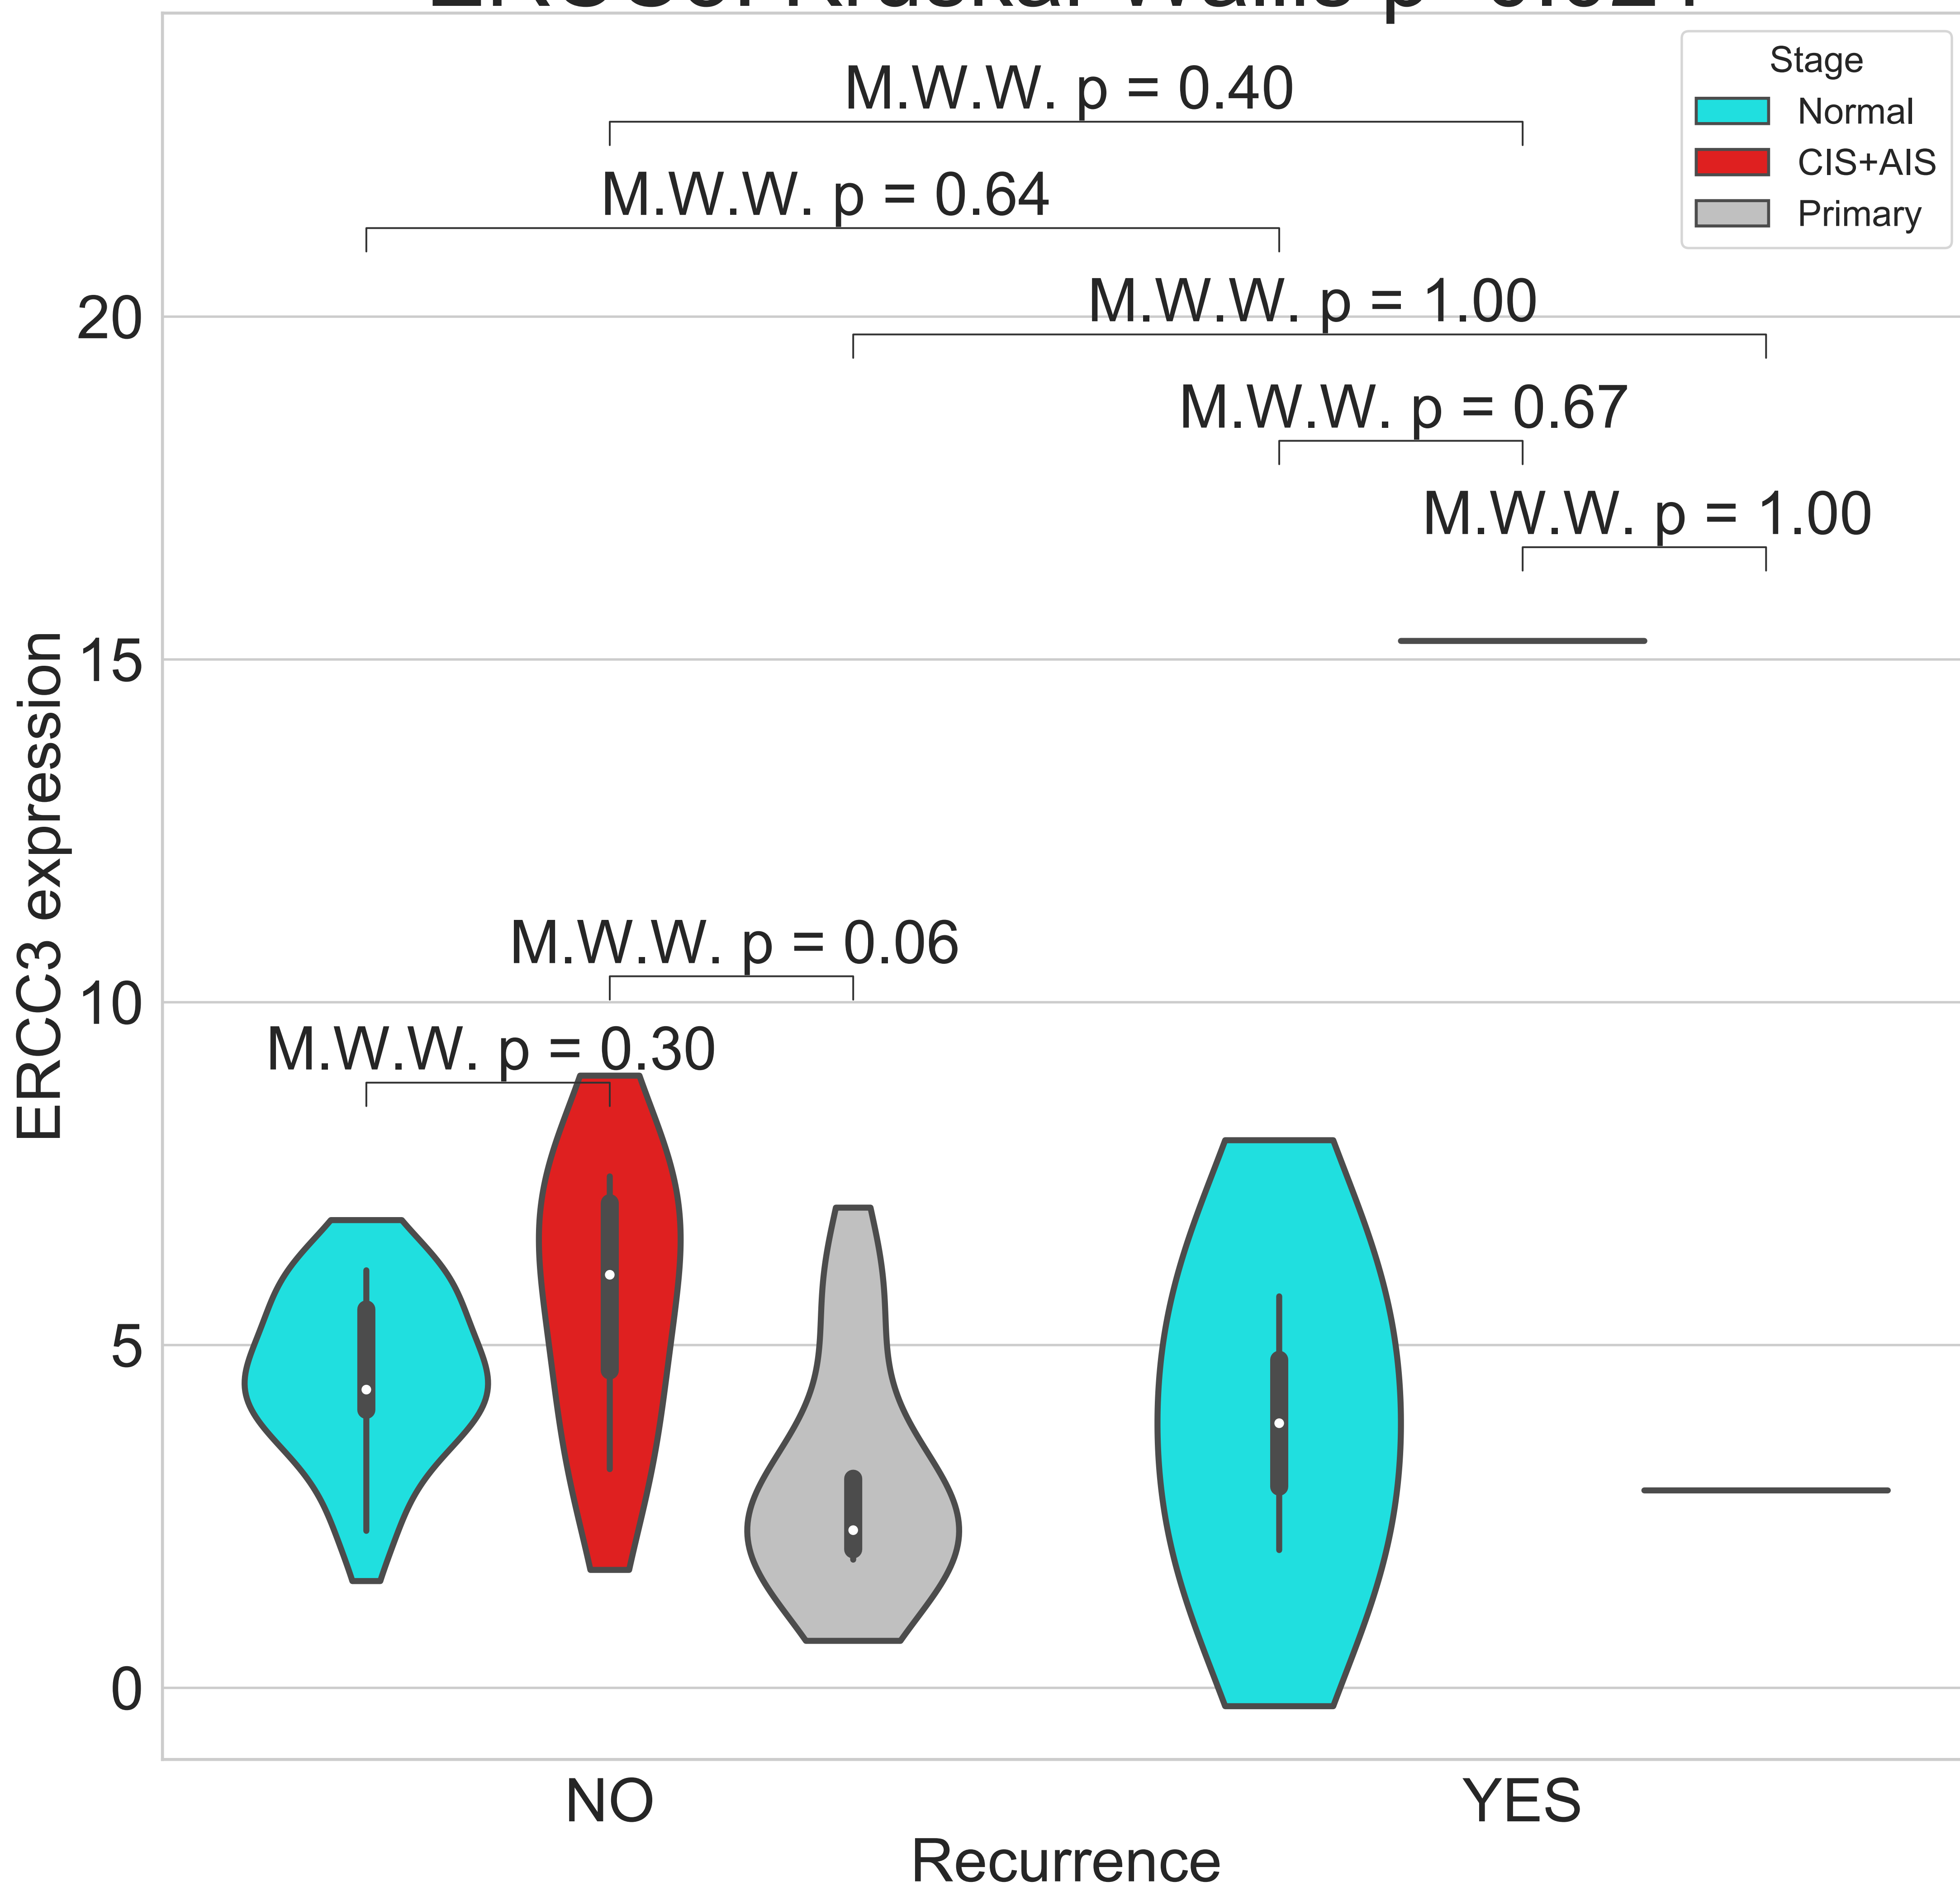 Stage
Normal
CIS+AIS
Primary
M.W.W. p = 0.40
M.W.W. p = 0.64
M.W.W. p = 1.00
M.W.W. p = 0.67
M.W.W. p = 1.00
M.W.W. p = 0.06
M.W.W. p = 0.30
ERCC3 expression
20
15
10
5
0
NO
YES
Recurrence